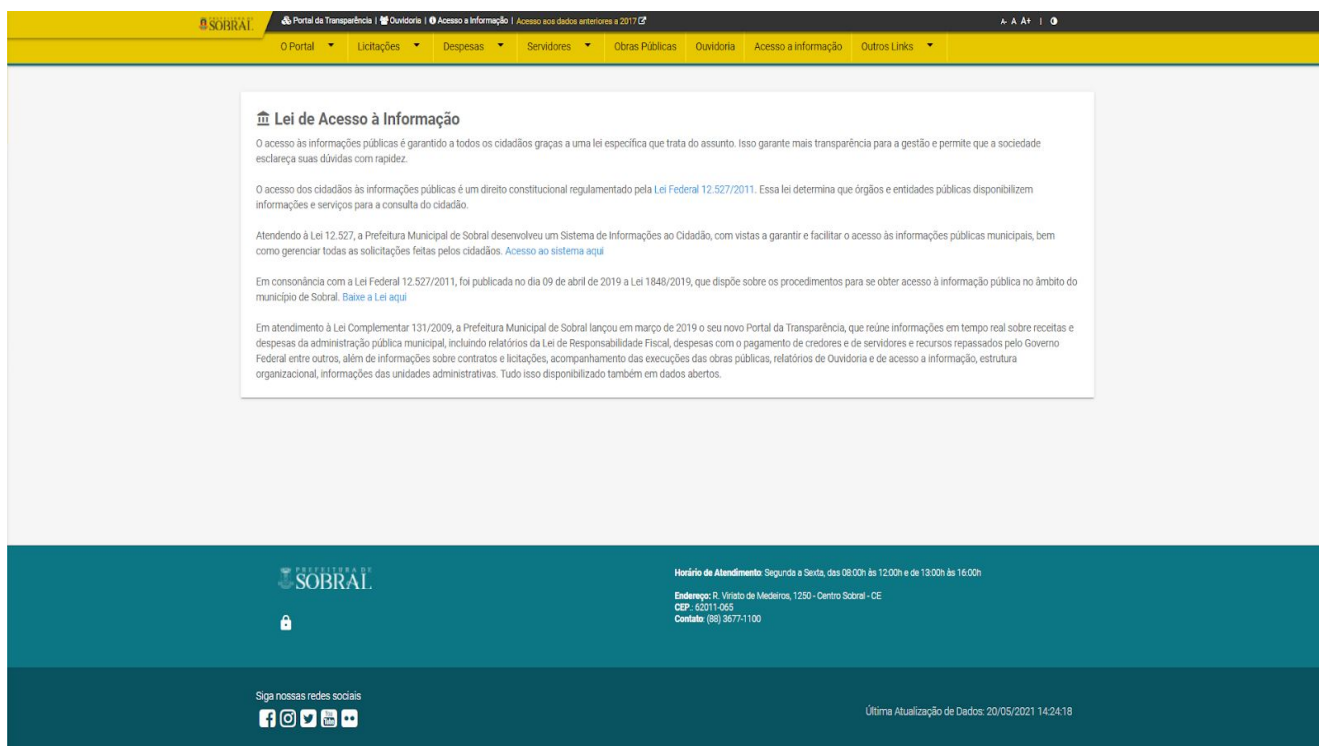 PREFEITURA DE
SOBRAL
Portal da Transparência | Ouvidoria | Acesso a Informação | Acesso aos dados anteriores a 2017
A- A A+ |
O Portal Licitações Despesas Servidores Obras Públicas Ouvidoria Acesso a informação Outros Links
Lei de Acesso à Informação
O acesso às informações públicas é garantido a todos os cidadãos graças a uma lei específica que trata do assunto. Isso garante mais transparência para a gestão e permite que a sociedade
esclareça suas dúvidas com rapidez.
O acesso dos cidadãos às informações públicas é um direito constitucional regulamentado pela Lei Federal 12.527/2011. Essa lei determina que órgãos e entidades públicas disponibilizem
informações e serviços para a consulta do cidadão.
Atendendo à Lei 12.527, a Prefeitura Municipal de Sobral desenvolveu um Sistema de Informações ao Cidadão, com vistas a garantir e facilitar o acesso às informações públicas municipais, bem
como gerenciar todas as solicitações feitas pelos cidadãos. Acesso ao sistema aqui
Em consonância com a Lei Federal 12.527/2011, foi publicada no dia 09 de abril de 2019 a Lei 1848/2019, que dispõe sobre os procedimentos para se obter acesso à informação pública no âmbito do
município de Sobral. Baixe a Lei aqui
Em atendimento à Lei Complementar 131/2009, a Prefeitura Municipal de Sobral lançou em março de 2019 o seu novo Portal da Transparência, que reúne informações em tempo real sobre receitas e
despesas da administração pública municipal, incluindo relatórios da Lei de Responsabilidade Fiscal, despesas com o pagamento de credores e de servidores e recursos repassados pelo Governo
Federal entre outros, além de informações sobre contratos e licitações, acompanhamento das execuções das obras públicas, relatórios de Ouvidoria e de acesso a informação, estrutura
organizacional, informações das unidades administrativas. Tudo isso disponibilizado também em dados abertos.
PREFEITURA DE
SOBRAL
Horário de Atendimento: Segunda a Sexta, das 08:00h às 12:00h e de 13:00h às 16:00h
Endereço: R. Viriato de Medeiros, 1250 - Centro Sobral - CE
CEP.: 62011-065
Contato: (88) 3677-1100
Siga nossas redes sociais
You
Tube
Última Atualização de Dados: 20/05/2021 14:24:18